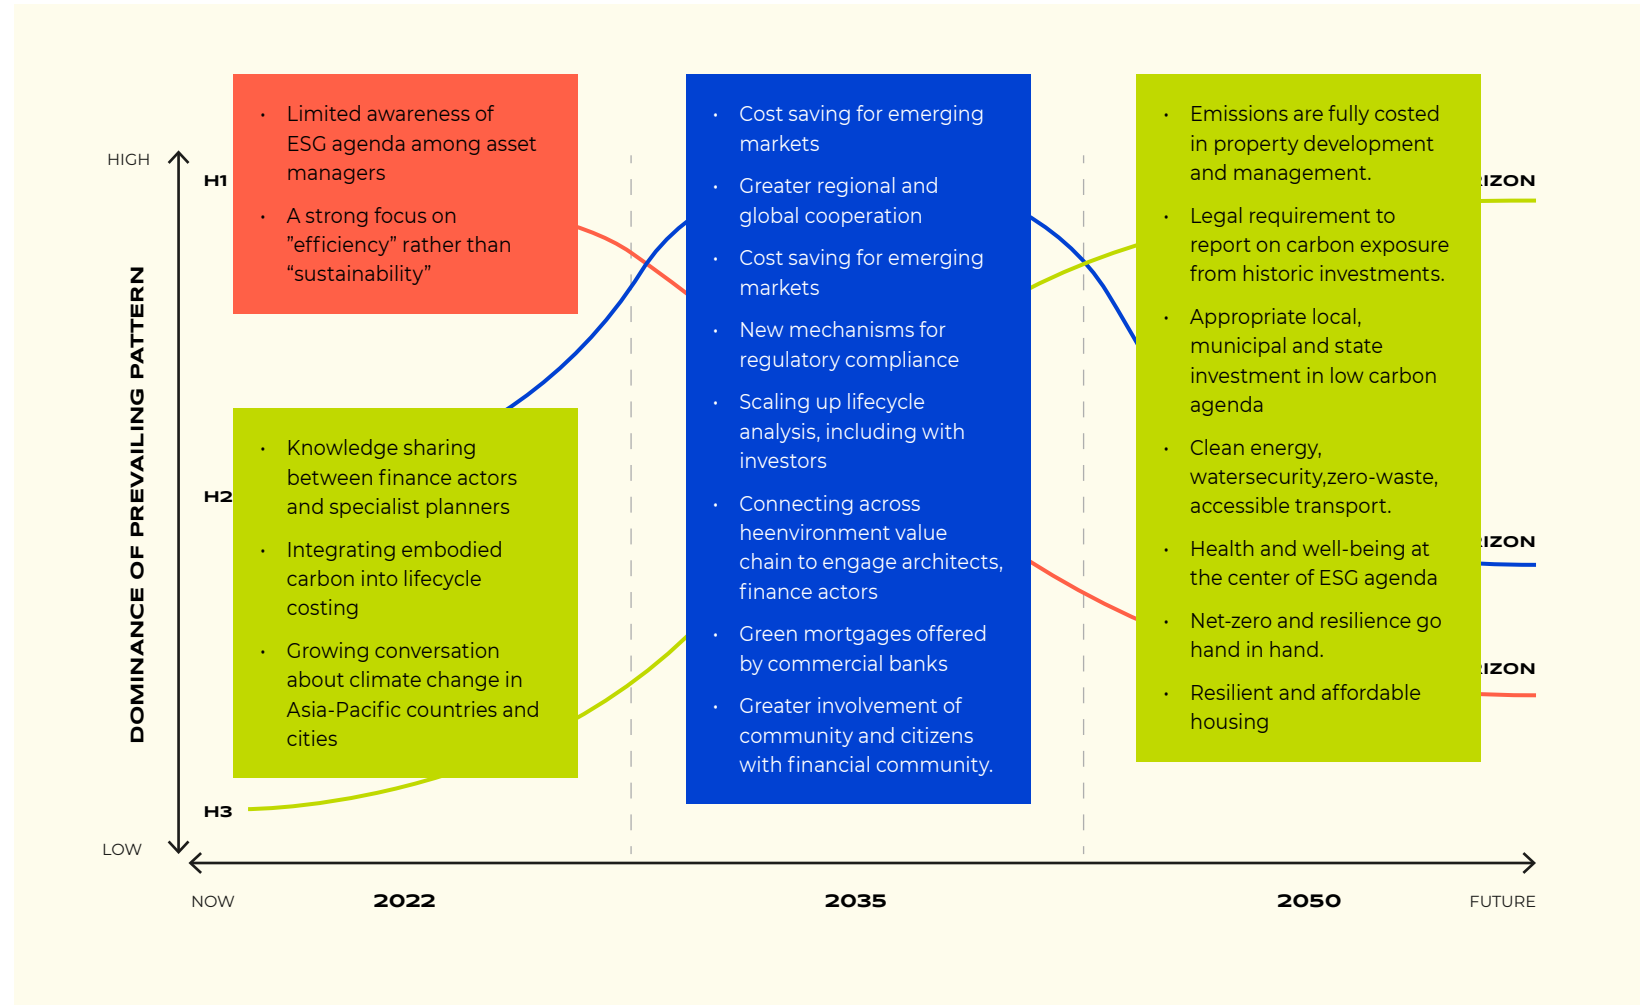 HIGH
H1
H2
H3
LOW
DOMINANCE OF PREVAILING PATTERN
• Limited awareness of
ESG agenda among asset
managers
• A strong focus on
”efficiency” rather than
“sustainability”
• Knowledge sharing
between finance actors
and specialist planners
• Integrating embodied
carbon into lifecycle
costing
• Growing conversation
about climate change in
Asia-Pacific countries and
cities
• Cost saving for emerging
markets
• Greater regional and
global cooperation
• Cost saving for emerging
markets
• New mechanisms for
regulatory compliance
• Scaling up lifecycle
analysis, including with
investors
• Connecting across
heenvironment value
chain to engage architects,
finance actors
• Green mortgages offered
by commercial banks
• Greater involvement of
community and citizens
with financial community.
• Emissions are fully costed
in property development
and management.
• Legal requirement to
report on carbon exposure
from historic investments.
• Appropriate local,
municipal and state
investment in low carbon
agenda
• Clean energy,
watersecurity,zero-waste,
accessible transport.
• Health and well-being at
the center of ESG agenda
• Net-zero and resilience go
hand in hand.
• Resilient and affordable
housing
RIZON
RIZON
RIZON
NOW
2022
2035
2050
FUTURE